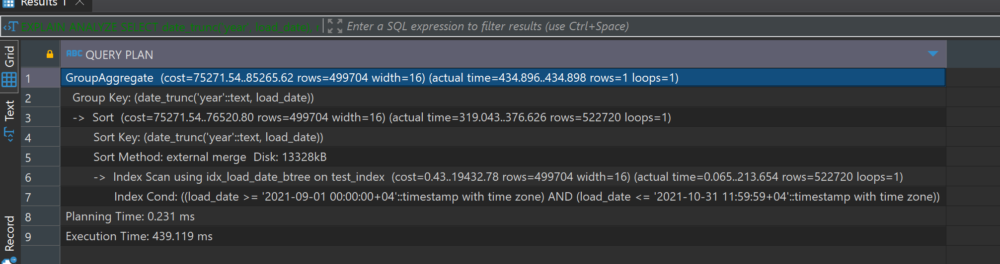 Results 1
EXPLAIN ANALYZE SELECT date_trunc('year', load_date),
Enter a SQL expression to filter results (use Ctrl+Space)
Grid
Text
Record
ABC QUERY PLAN
1 GroupAggregate (cost=75271.54..85265.62 rows=499704 width=16) (actual time=434.896..434.898 rows=1 loops=1)
2 Group Key: (date_trunc('year'::text, load_date))
3 -> Sort (cost=75271.54..76520.80 rows=499704 width=16) (actual time=319.043..376.626 rows=522720 loops=1)
4 Sort Key: (date_trunc('year'::text, load_date))
5 Sort Method: external merge Disk: 13328kB
6 -> Index Scan using idx_load_date_btree on test_index (cost=0.43..19432.78 rows=499704 width=16) (actual time=0.065..213.654 rows=522720 loops=1)
7 Index Cond: ((load_date >= '2021-09-01 00:00:00+04'::timestamp with time zone) AND (load_date <= '2021-10-31 11:59:59+04'::timestamp with time zone))
8 Planning Time: 0.231 ms
9 Execution Time: 439.119 ms